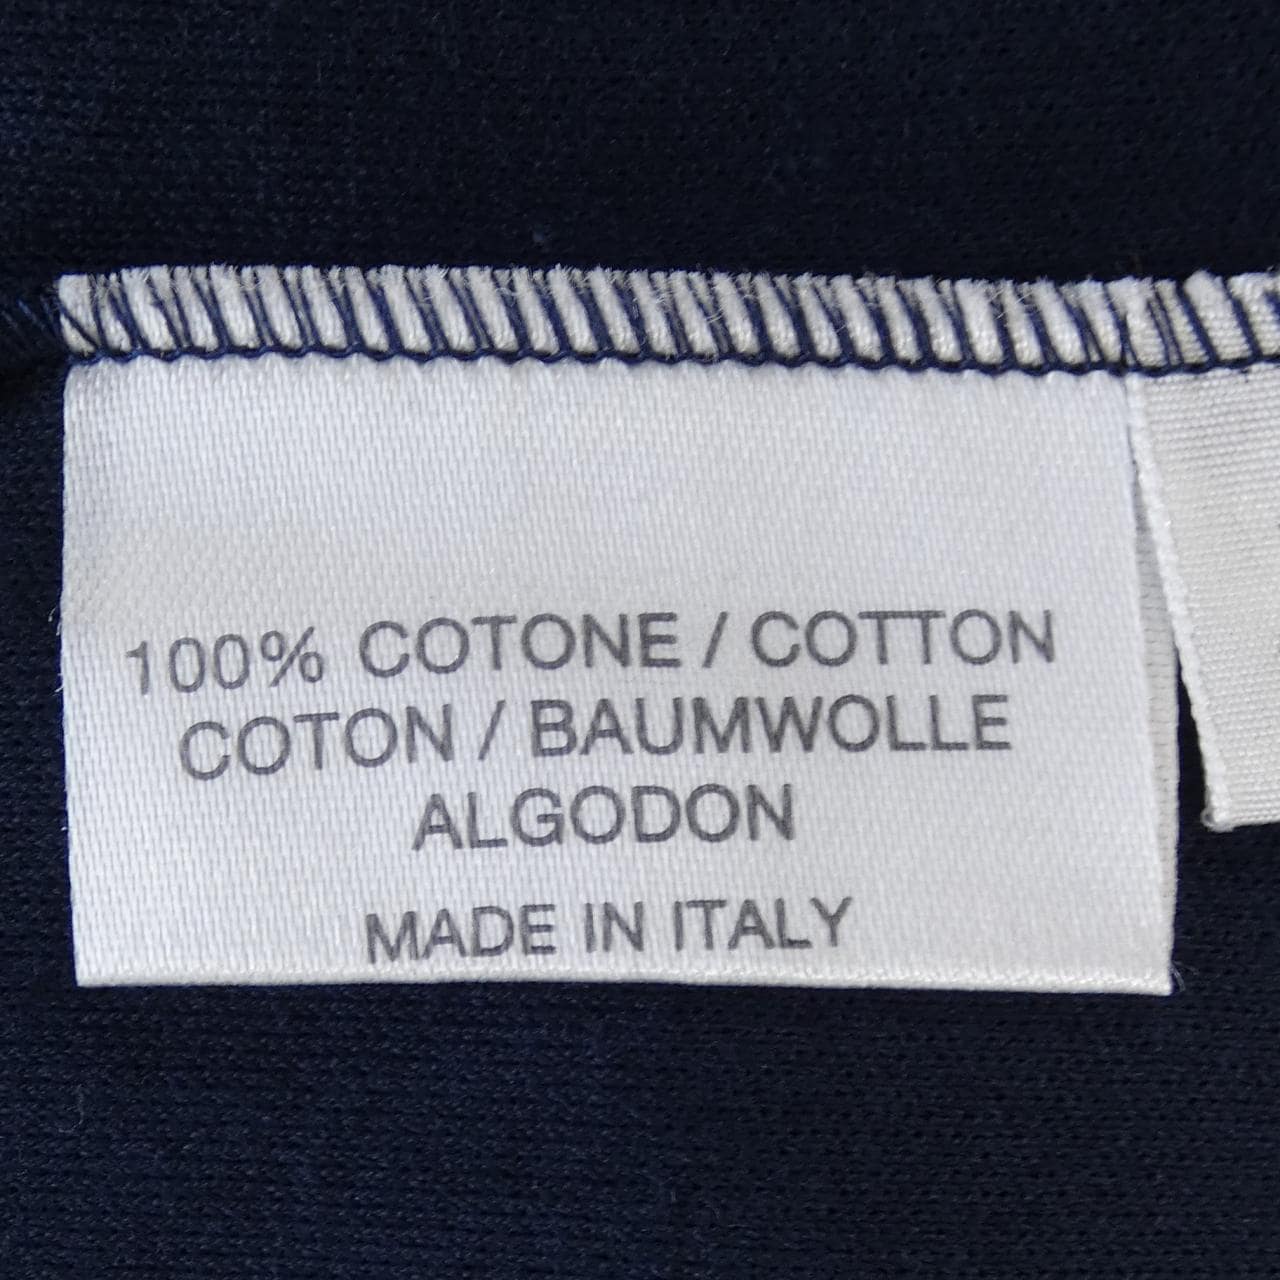 100% COTONE / COTTON
COTON / BAUMWOLLE
ALGODON
MADE IN ITALY